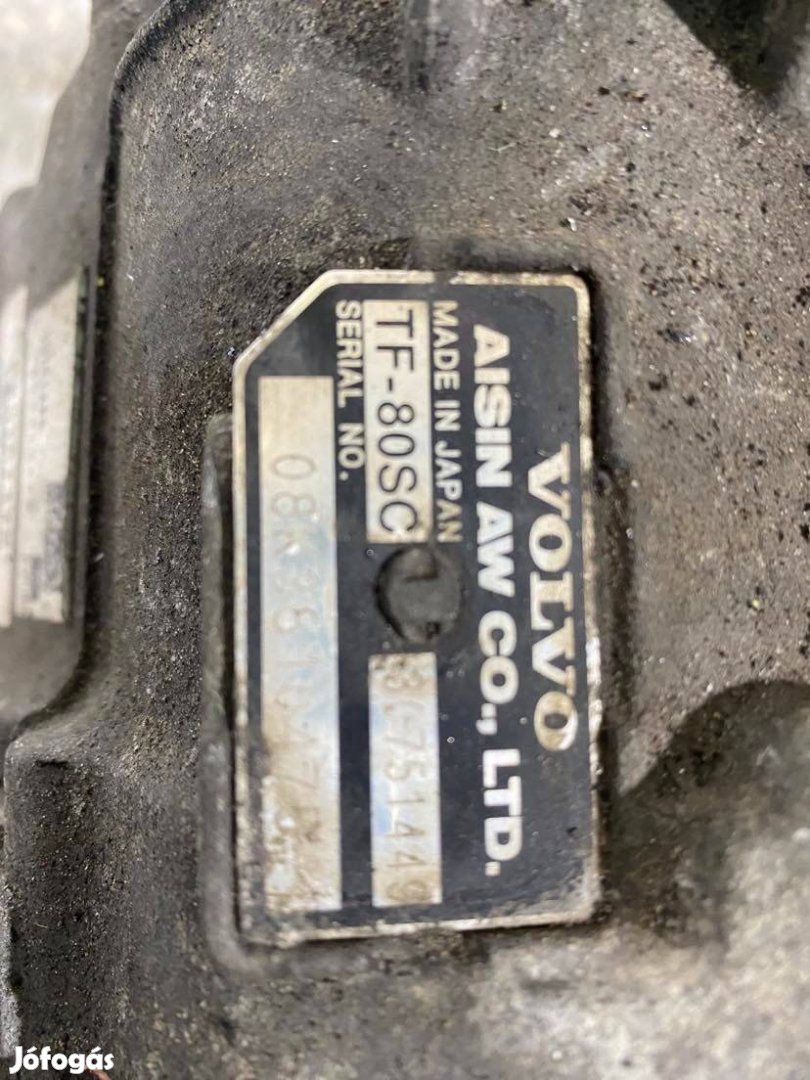 VOLVO
AISIN AW CO., LTD.
MADE IN JAPAN
TF-80SC
SERIAL NO.
Jófogás